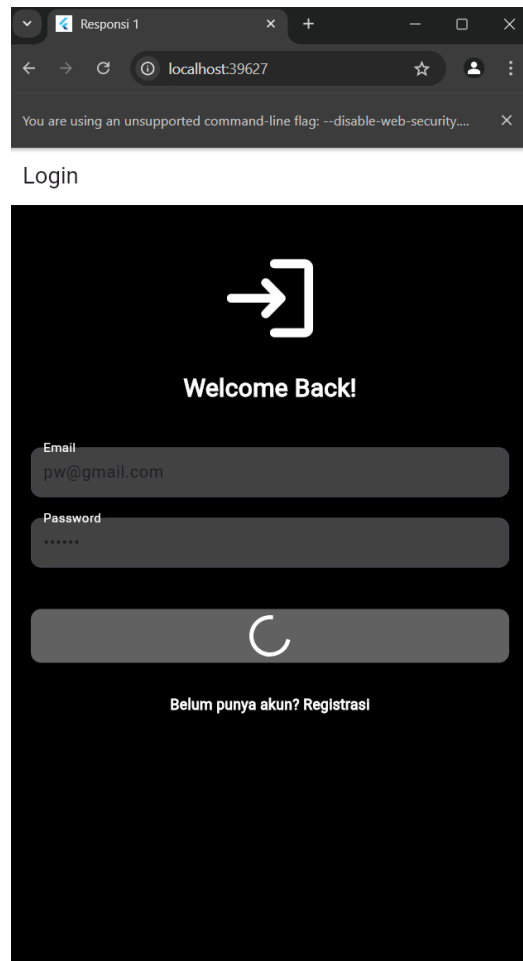 Responsi 1
localhost:39627
You are using an unsupported command-line flag: --disable-web-security....
Login
Welcome Back!
Email
pw@gmail.com
Password
••••••
Belum punya akun? Registrasi